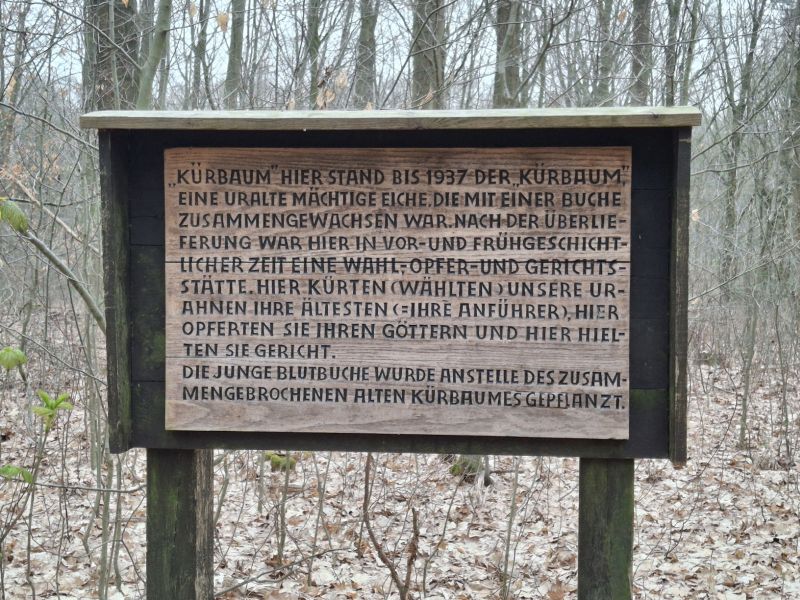 „KÜRBAUM" HIER STAND BIS 1937 DER „KÜRBAUM",
EINE URALTE MÄCHTIGE EICHE, DIE MIT EINER BUCHE
ZUSAMMENGEWACHSEN WAR. NACH DER ÜBERLIE-
FERUNG WAR HIER IN VOR- UND FRÜHGESCHICHT-
LICHER ZEIT EINE WAHL-, OPFER- UND GERICHTS-
STÄTTE. HIER KÜRTEN (WÄHLTEN) UNSERE UR-
AHNEN IHRE ÄLTESTEN (=IHRE ANFÜHRER), HIER
OPFERTEN SIE IHREN GÖTTERN UND HIER HIEL-
TEN SIE GERICHT.
DIE JUNGE BLUTBUCHE WURDE ANSTELLE DES ZUSAM-
MENGEBROCHENEN ALTEN KÜRBAUMES GEPFLANZT.